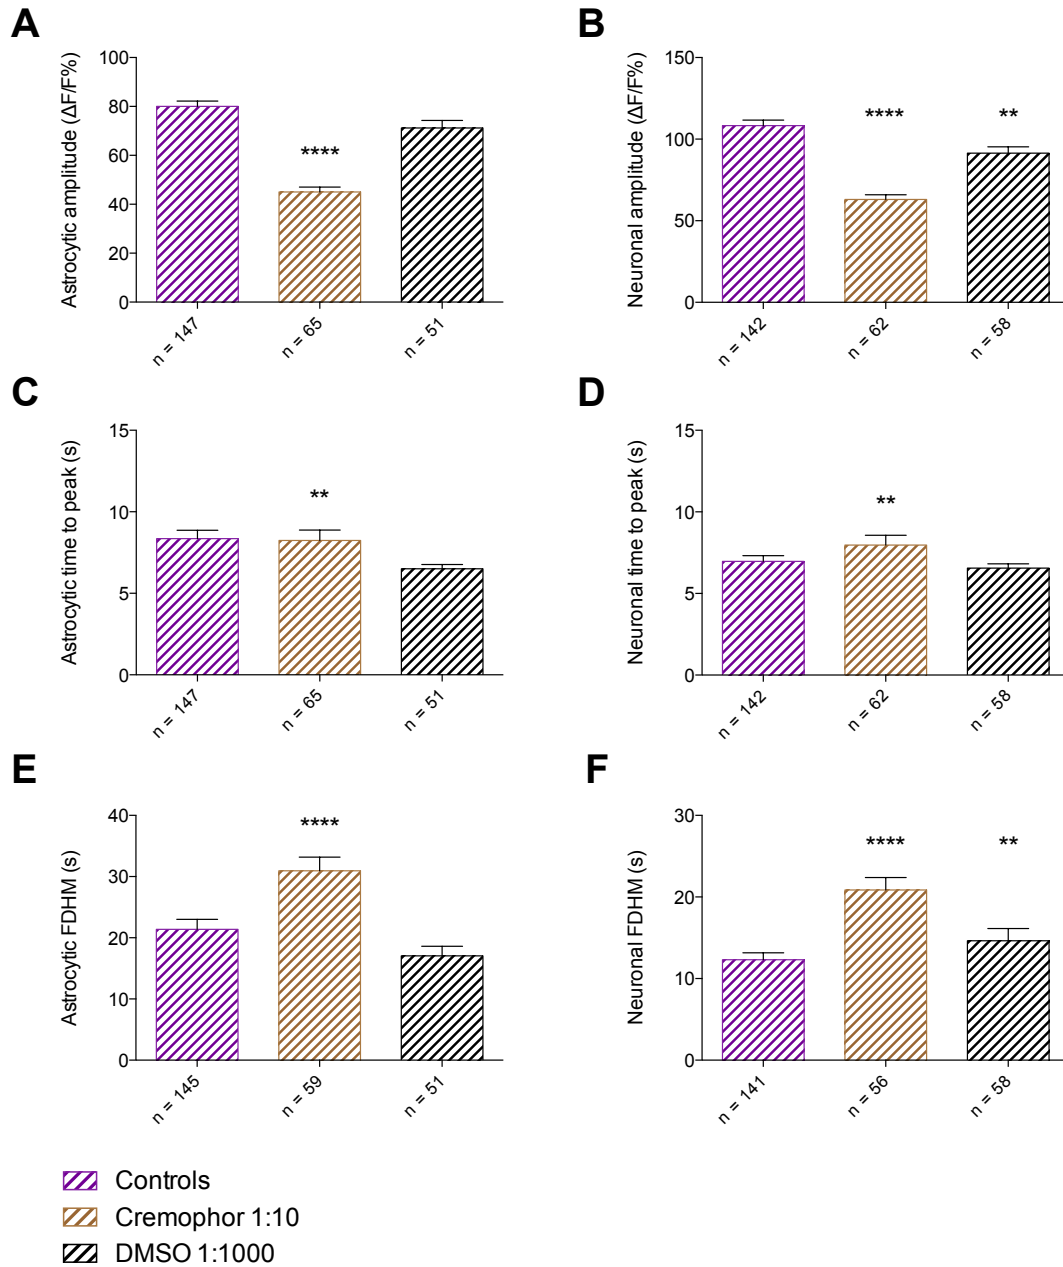 A
Astrocytic amplitude (ΔF/F%)
100
80
60
40
20
0
****
n = 147
n = 65
n = 51
B
Neuronal amplitude (ΔF/F%)
150
100
50
0
****
**
n = 142
n = 62
n = 58
C
Astrocytic time to peak (s)
15
10
5
0
**
n = 147
n = 65
n = 51
D
Neuronal time to peak (s)
15
10
5
0
**
n = 142
n = 62
n = 58
E
Astrocytic FDHM (s)
40
30
20
10
0
****
n = 145
n = 59
n = 51
F
Neuronal FDHM (s)
30
20
10
0
****
**
n = 141
n = 56
n = 58
Controls
Cremophor 1:10
DMSO 1:1000